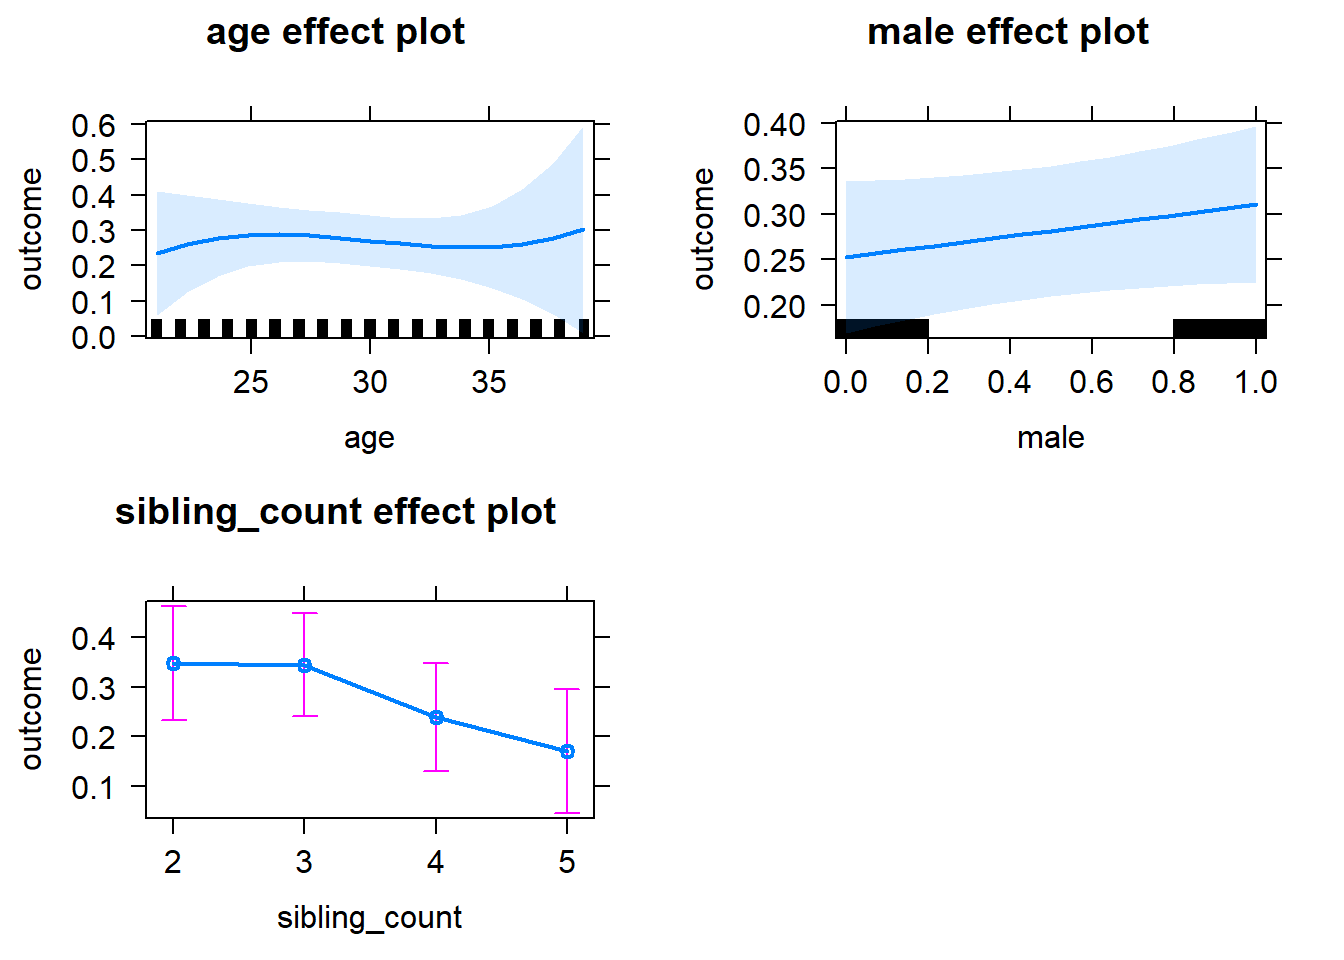 age effect plot
outcome
0.6
0.5
0.4
0.3
0.2
0.1
0.0
25 30 35
age
male effect plot
outcome
0.40
0.35
0.30
0.25
0.20
0.0 0.2 0.4 0.6 0.8 1.0
male
sibling_count effect plot
outcome
0.4
0.3
0.2
0.1
2 3 4 5
sibling_count